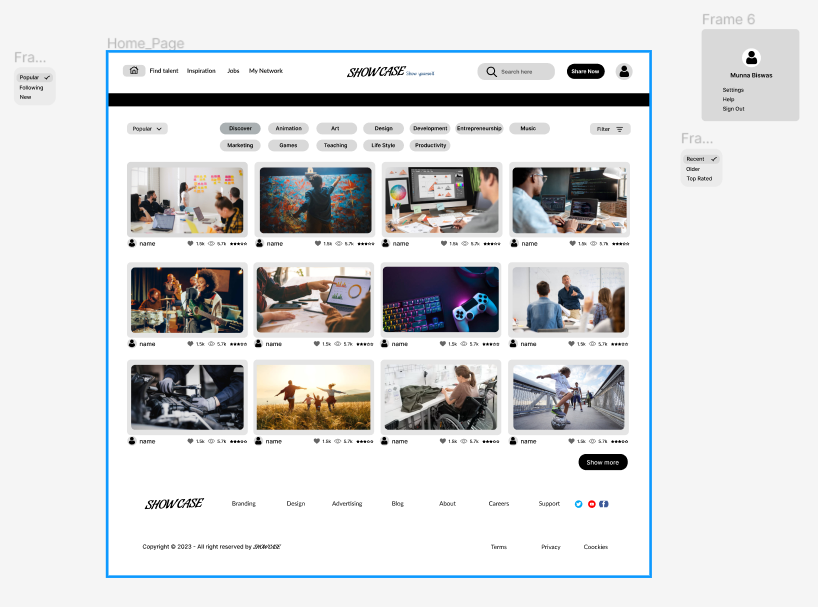 Frame 6
Home_Page
Fra...
Popular
Following
New
Find talent Inspiration Jobs My Network
SHOWCASE Show yourself
Search here
Share Now
Munna Biswas
Settings
Help
Sign Out
Fra...
Recent
Older
Top Rated
Popular
Discover Animation Art Design Development Entrepreneurship Music
Filter
Marketing Games Teaching Life Style Productivity
name 1.5k 5.7k name 1.5k 5.7k name 1.5k 5.7k name 1.5k 5.7k
name 1.5k 5.7k name 1.5k 5.7k name 1.5k 5.7k name 1.5k 5.7k
name 1.5k 5.7k name 1.5k 5.7k name 1.5k 5.7k name 1.5k 5.7k
Show more
SHOWCASE Branding Design Advertising Blog About Careers Support
Copyright © 2023 - All right reserved by SHOWCASE
Terms Privacy Coockies